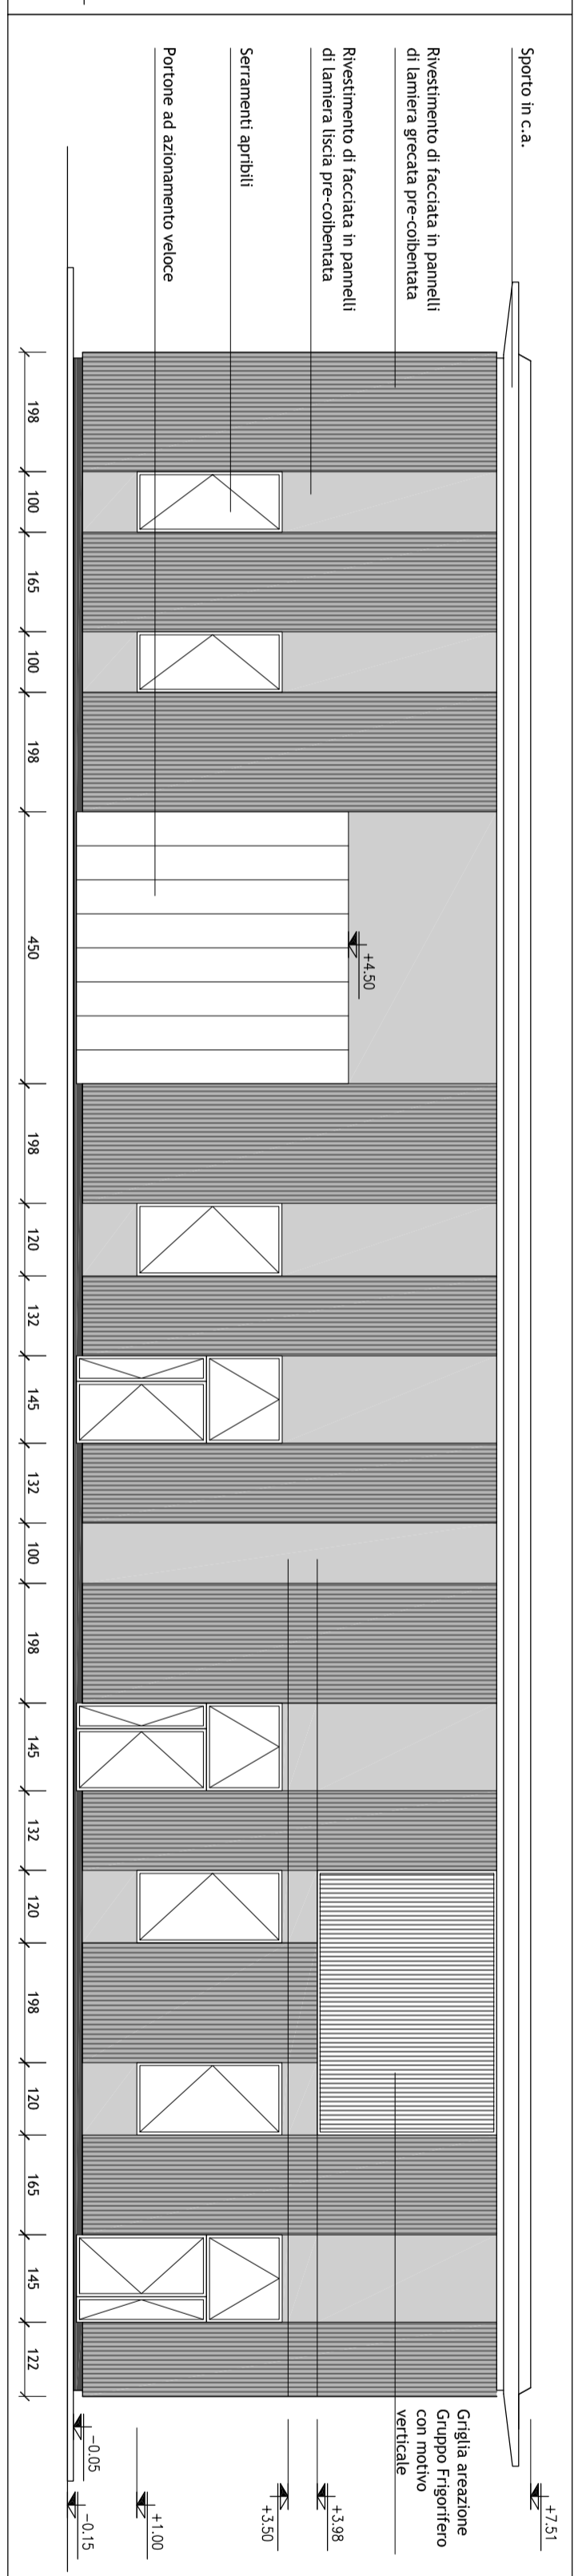 Sporto in c.a.
Rivestimento di facciata in pannelli
di lamiera grecata pre-coibentata
Rivestimento di facciata in pannelli
di lamiera liscia pre-coibentata
Serramenti apribili
Portone ad azionamento veloce
+4.50
Griglia areazione
Gruppo Frigorifero
con motivo
verticale
+7.51
+3.98
+3.50
+1.00
-0.05
-0.15
198
100
165
100
198
450
198
120
132
145
132
100
198
145
132
120
198
120
165
145
122